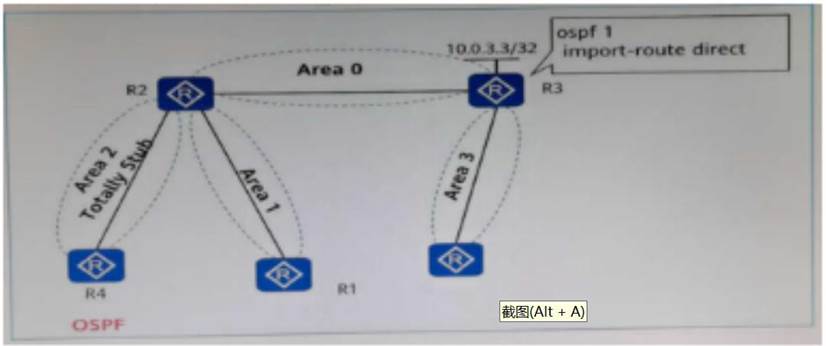 ospf 1
import-route direct
10.0.3.3/32
Area 0
R2
R3
Area 2
Totally Stub
Area 1
Area 3
R4
R1
截图(Alt + A)
OSPF